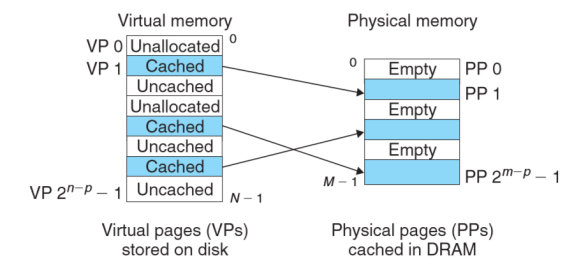 Virtual memory
VP 0 Unallocated 0
VP 1 Cached
Uncached
Unallocated
Cached
Uncached
Cached
VP 2^{n–p} – 1 Uncached N – 1
Virtual pages (VPs)
stored on disk
Physical memory
0 Empty PP 0
PP 1
Empty
Empty
M – 1 PP 2^{m–p} – 1
Physical pages (PPs)
cached in DRAM